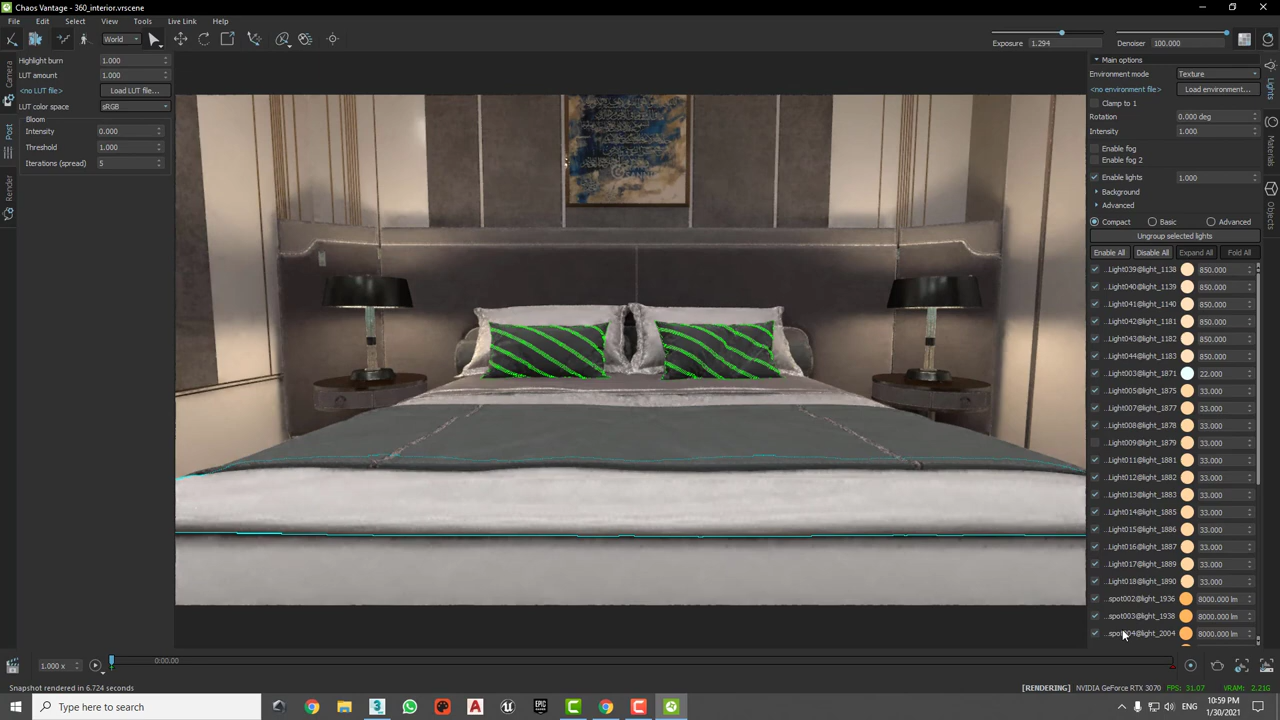 Chaos Vantage - 360_interior.vrscene
File Edit Select View Tools Live Link Help
World
Exposure 1.294
Denoiser 100.000
Camera
Post
Render
Highlight burn 1.000
LUT amount 1.000
<no LUT file> Load LUT file...
LUT color space sRGB
Bloom
Intensity 0.000
Threshold 1.000
Iterations (spread) 5
Main options
Environment mode Texture
<no environment file> Load environment...
Clamp to 1
Rotation 0.000 deg
Intensity 1.000
Enable fog
Enable fog 2
Enable lights 1.000
Background
Advanced
Compact Basic Advanced
Ungroup selected lights
Enable All Disable All Expand All Fold All
...Light039@light_1138 850.000
...Light040@light_1139 850.000
...Light041@light_1140 850.000
...Light042@light_1181 850.000
...Light043@light_1182 850.000
...Light044@light_1183 850.000
...Light003@light_1871 22.000
...Light005@light_1875 33.000
...Light007@light_1877 33.000
...Light008@light_1878 33.000
...Light009@light_1879 33.000
...Light011@light_1881 33.000
...Light012@light_1882 33.000
...Light013@light_1883 33.000
...Light014@light_1885 33.000
...Light015@light_1886 33.000
...Light016@light_1887 33.000
...Light017@light_1889 33.000
...Light018@light_1890 33.000
...spot002@light_1936 8000.000 lm
...spot003@light_1938 8000.000 lm
...spot004@light_2004 8000.000 lm
Lights
Materials
Objects
1.000 x
0:00.00
Snapshot rendered in 6.724 seconds
[RENDERING] NVIDIA GeForce RTX 3070 FPS: 31.07 VRAM: 2.21G
Type here to search
ENG
10:59 PM
1/30/2021